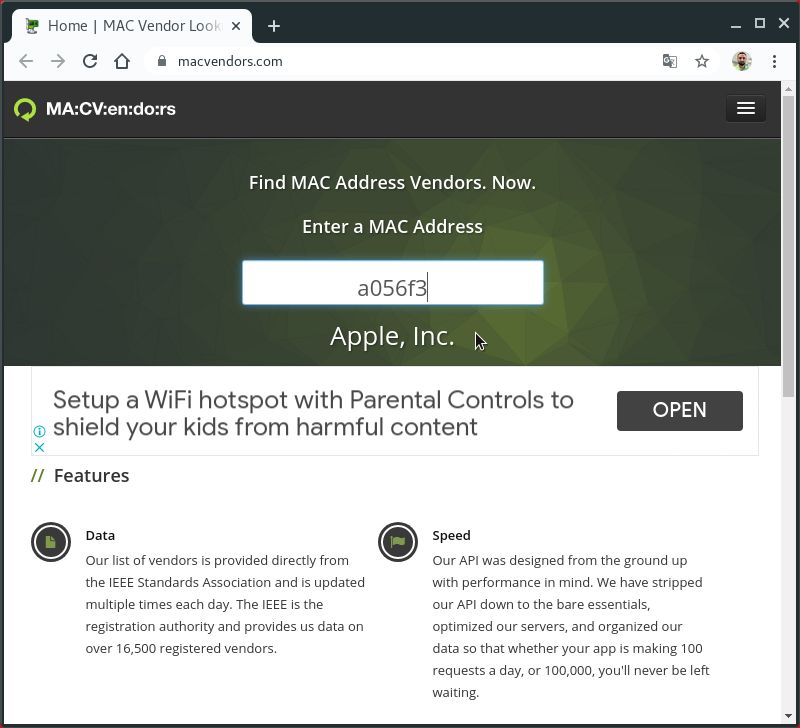 Home | MAC Vendor Look
macvendors.com
MA:CV:en:do:rs
Find MAC Address Vendors. Now.
Enter a MAC Address
a056f3
Apple, Inc.
Setup a WiFi hotspot with Parental Controls to
shield your kids from harmful content
OPEN
// Features
Data
Our list of vendors is provided directly from
the IEEE Standards Association and is updated
multiple times each day. The IEEE is the
registration authority and provides us data on
over 16,500 registered vendors.
Speed
Our API was designed from the ground up
with performance in mind. We have stripped
our API down to the bare essentials,
optimized our servers, and organized our
data so that whether your app is making 100
requests a day, or 100,000, you'll never be left
waiting.